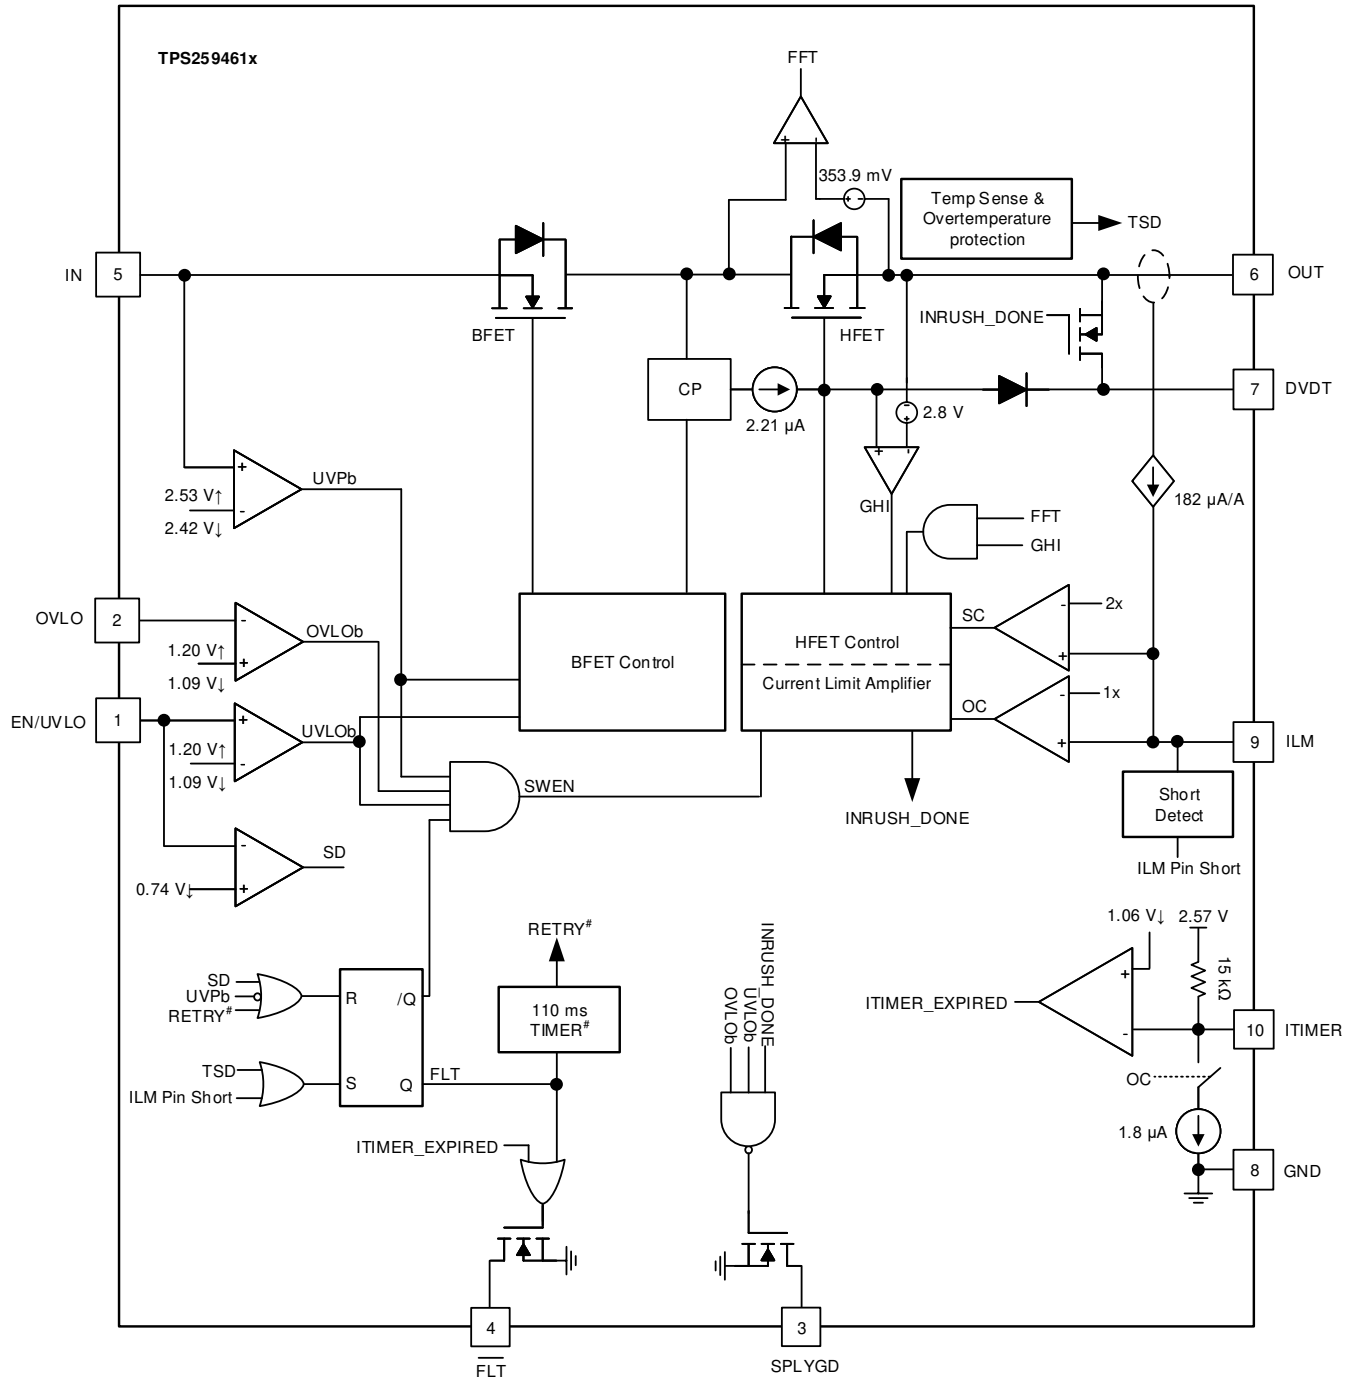 TPS259461x
FFT
353.9 mV
Temp Sense &
Overtemperature
protection
TSD
IN
5
6
OUT
BFET
HFET
INRUSH_DONE
CP
2.21 µA
2.8 V
7
DVDT
+
UVPb
2.53 V↑
-
2.42 V↓
GHI
182 µA/A
FFT
GHI
OVLO
2
-
OVLOb
1.20 V↑
+
1.09 V↓
BFET Control
HFET Control
Current Limit Amplifier
SC
-
2x
+
OC
-
1x
+
EN/UVLO
1
+
UVLOb
1.20 V↑
-
1.09 V↓
9
ILM
SWEN
INRUSH_DONE
Short
Detect
ILM Pin Short
-
SD
0.74 V↓
+
RETRY#
110 ms
TIMER#
SD
UVPb
RETRY#
R
/Q
TSD
ILM Pin Short
S
Q
FLT
ITIMER_EXPIRED
INRUSH_DONE
UVLOb
OVLOb
1.06 V↓
2.57 V
15 kΩ
+
ITIMER_EXPIRED
-
10
ITIMER
OC
1.8 µA
8
GND
4
FLT
3
SPLYGD